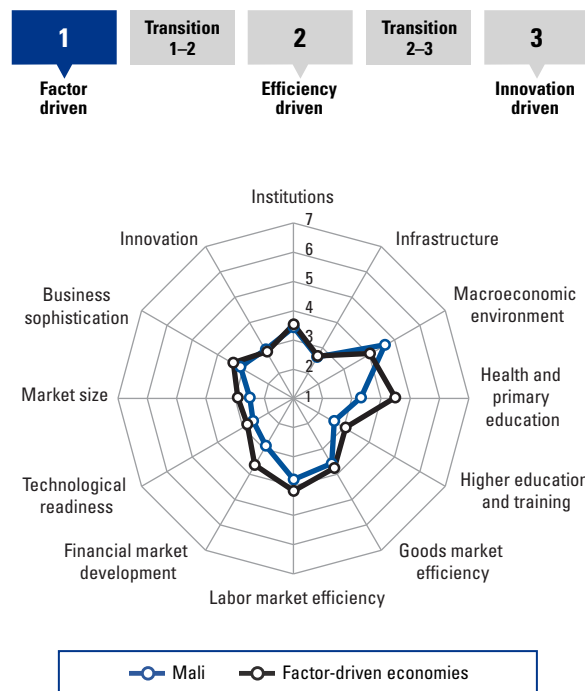 1
Transition
1–2
2
Transition
2–3
3
Factor
driven
Efficiency
driven
Innovation
driven
Institutions
7
Innovation
6
Infrastructure
5
Business
sophistication
4
Macroeconomic
environment
3
2
Market size
1
Health and
primary
education
Technological
readiness
Higher education
and training
Financial market
development
Goods market
efficiency
Labor market efficiency
Mali
Factor-driven economies